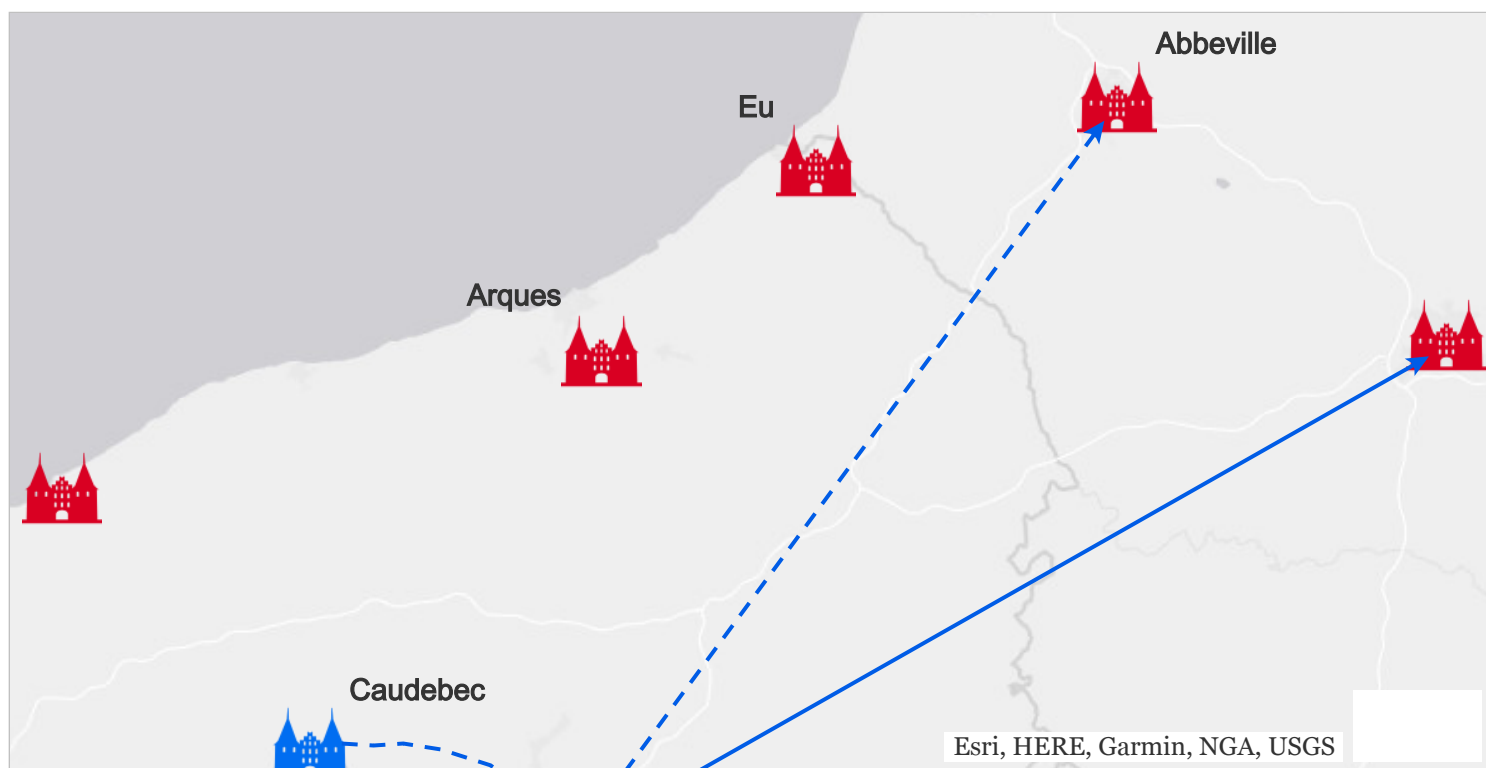 Abbeville
Eu
Arques
Caudebec
Esri, HERE, Garmin, NGA, USGS